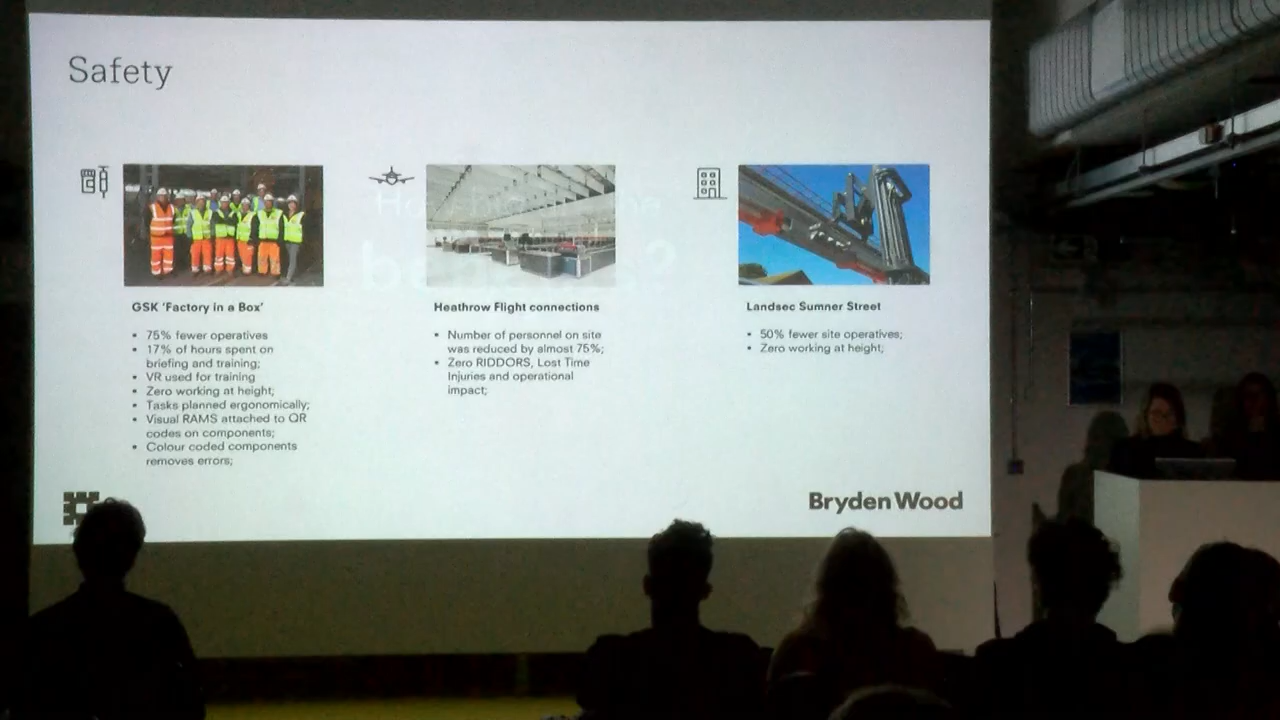 Safety
GSK 'Factory in a Box'
• 75% fewer operatives
• 17% of hours spent on
briefing and training;
• VR used for training
• Zero working at height;
• Tasks planned ergonomically;
• Visual RAMS attached to QR
codes on components;
• Colour coded components
removes errors;
Heathrow Flight connections
• Number of personnel on site
was reduced by almost 75%;
• Zero RIDDORS, Lost Time
Injuries and operational
impact;
Landsec Sumner Street
• 50% fewer site operatives;
• Zero working at height;
Bryden Wood